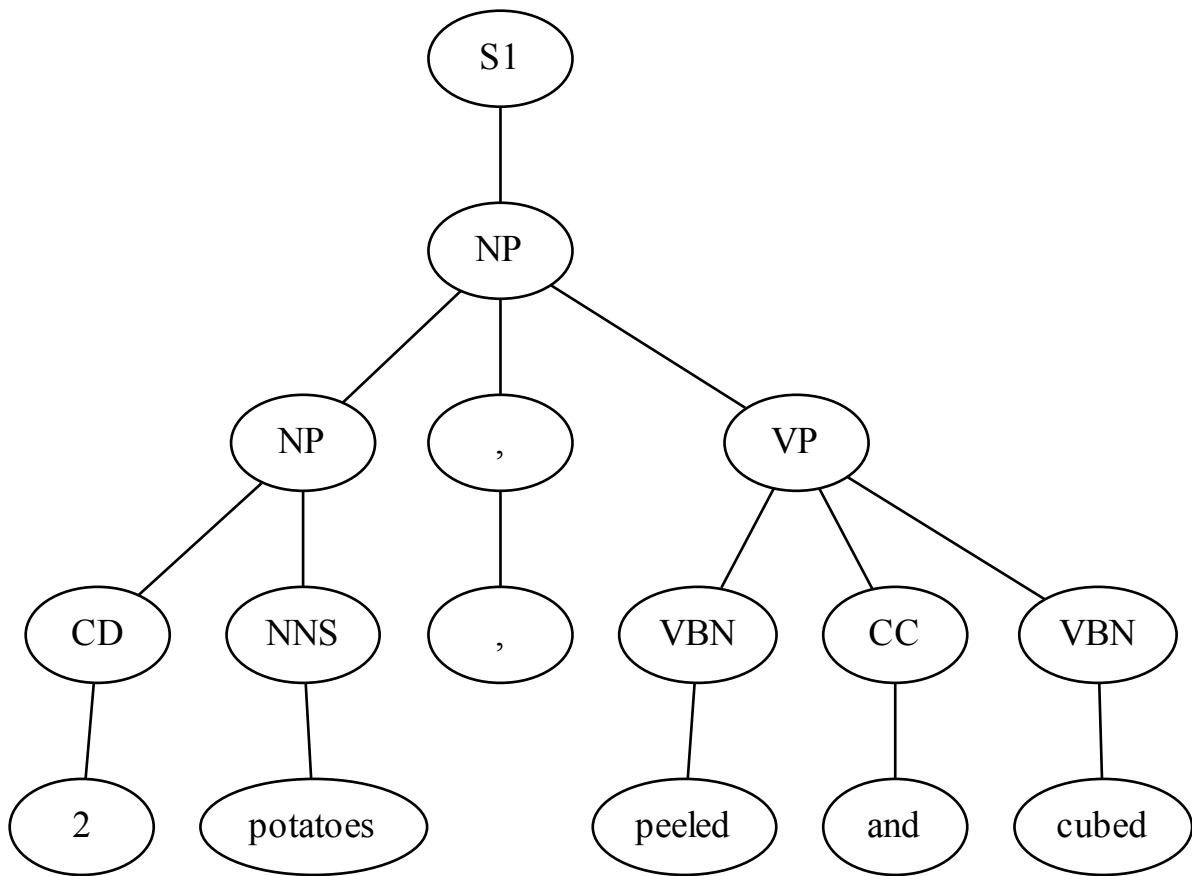 S1
NP
NP , VP
CD NNS , VBN CC VBN
2 potatoes peeled and cubed